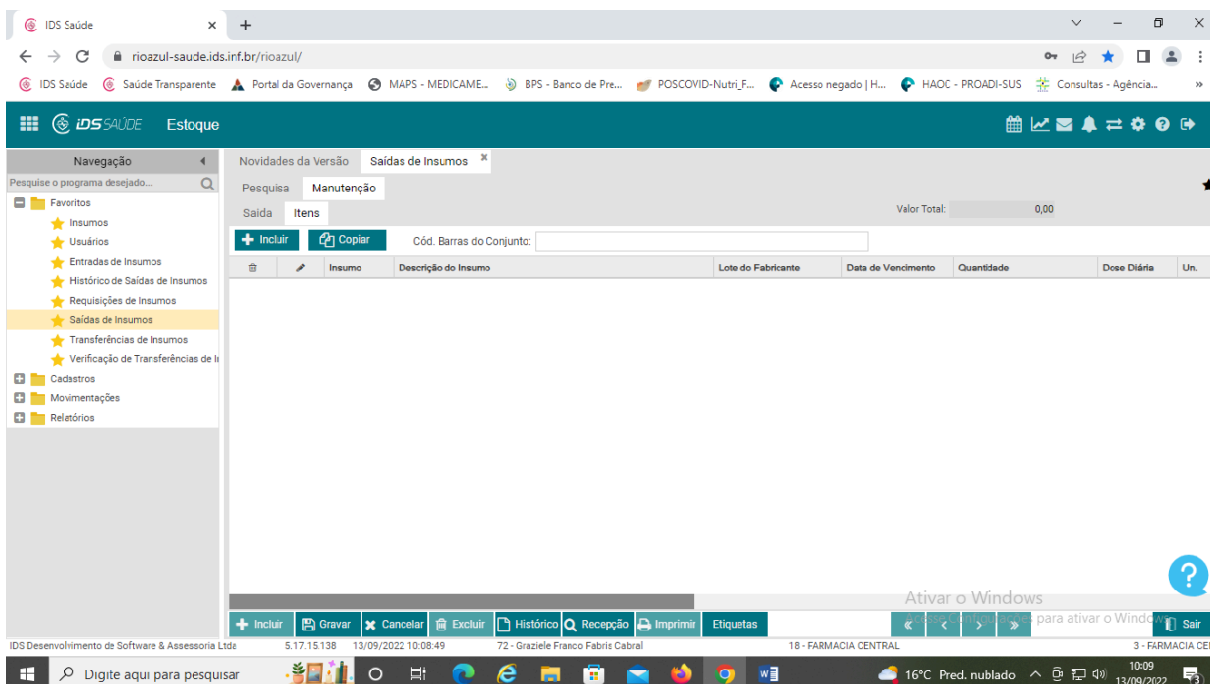 IDS Saúde
rioazul-saude.ids.inf.br/rioazul/
IDS Saúde Saúde Transparente Portal da Governança MAPS - MEDICAME... BPS - Banco de Pre... POSCOVID-Nutri_F... Acesso negado | H... HAOC - PROADI-SUS Consultas - Agência... »
iDS SAÚDE Estoque
Navegação Novidades da Versão Saídas de Insumos x
Pesquise o programa desejado... Pesquisa Manutenção
Favoritos Saida Itens Valor Total: 0,00
Insumos
Usuários + Incluir Copiar Cód. Barras do Conjunto:
Entradas de Insumos Insumo Descrição do Insumo Lote do Fabricante Data de Vencimento Quantidade Dose Diária Un.
Histórico de Saídas de Insumos
Requisições de Insumos
Saídas de Insumos
Transferências de Insumos
Verificação de Transferências de
Cadastros
Movimentações
Relatórios
?
Ativar o Windows
Acesse Configurações para ativar o Windows
+ Incluir Gravar Cancelar Excluir Histórico Recepção Imprimir Etiquetas « < > » Sair
IDS Desenvolvimento de Software & Assessoria Ltda 5.17.15.138 13/09/2022 10:08:49 72 - Graziele Franco Fabris Cabral 18 - FARMACIA CENTRAL 3 - FARMACIA CE
Digite aqui para pesquisar 16°C Pred. nublado 10:09
13/09/2022 3